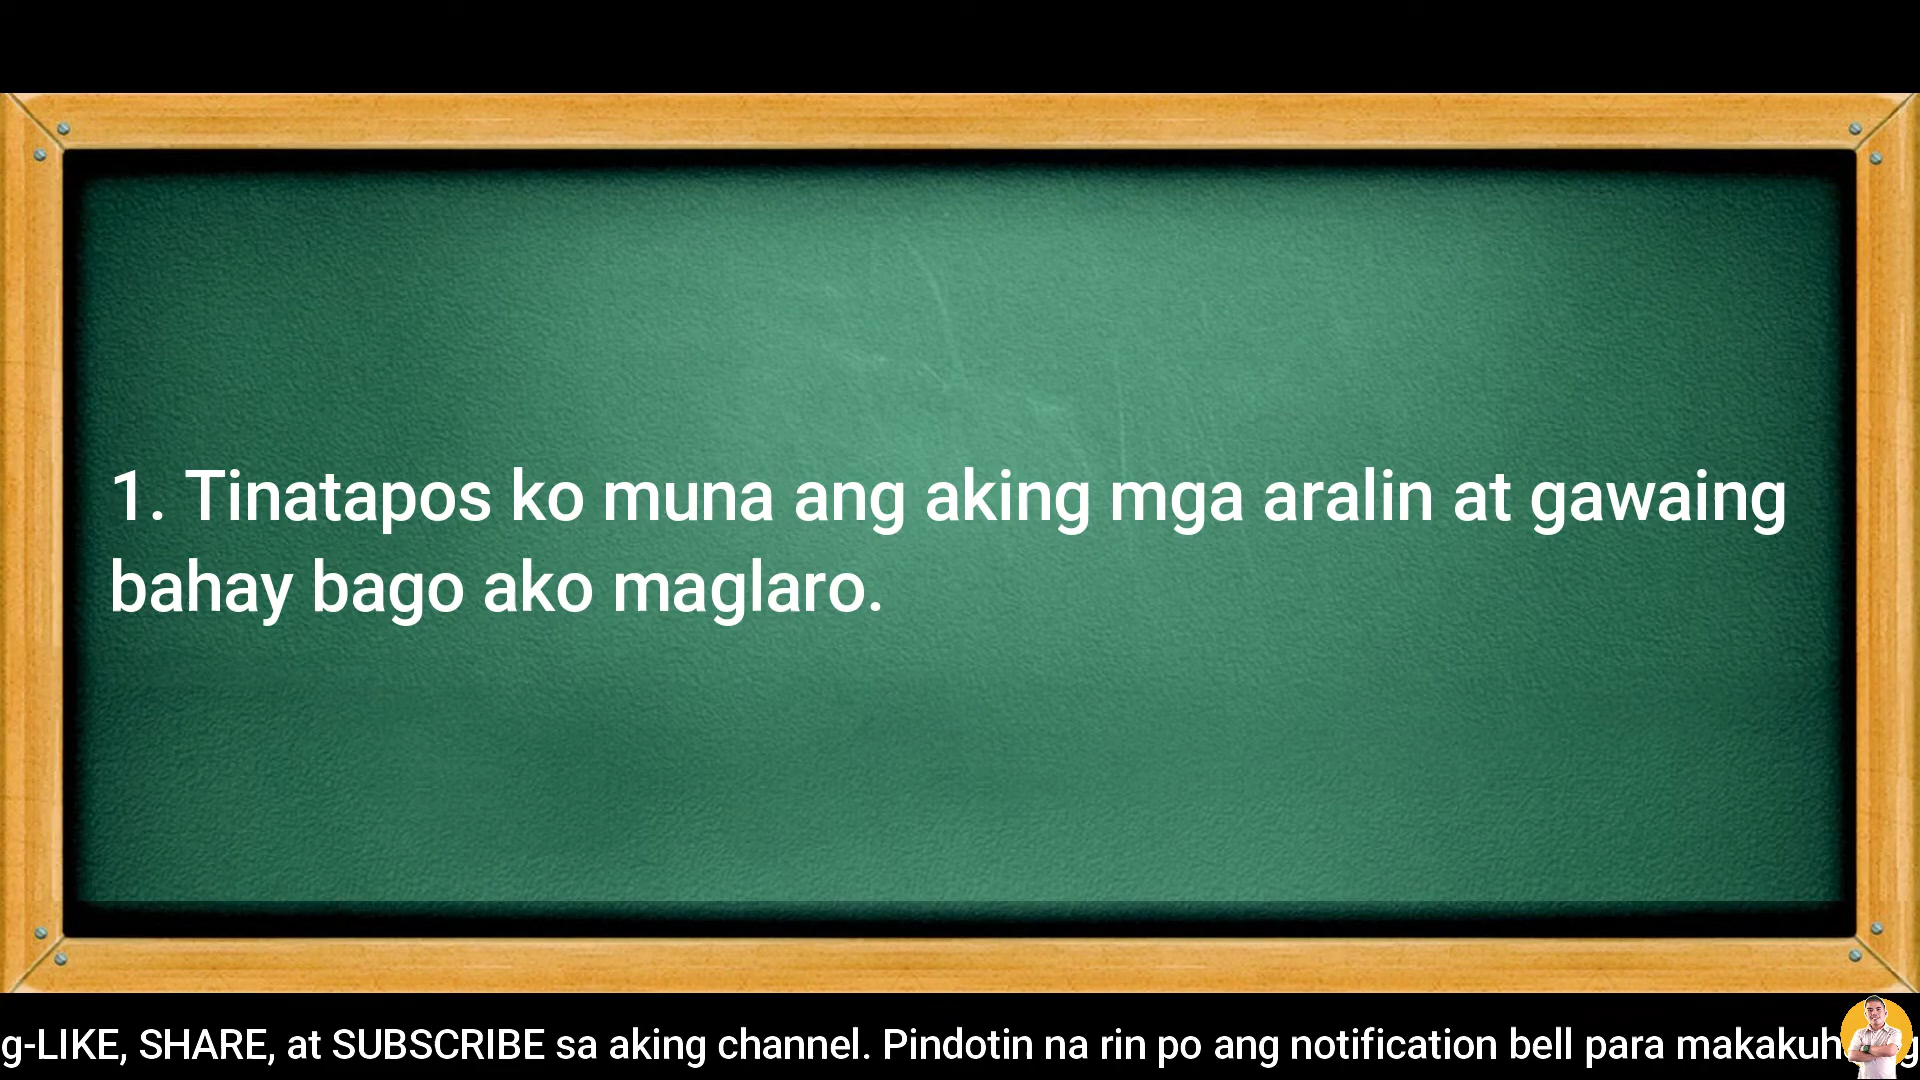 1. Tinatapos ko muna ang aking mga aralin at gawaing
bahay bago ako maglaro.
g-LIKE, SHARE, at SUBSCRIBE sa aking channel. Pindotin na rin po ang notification bell para